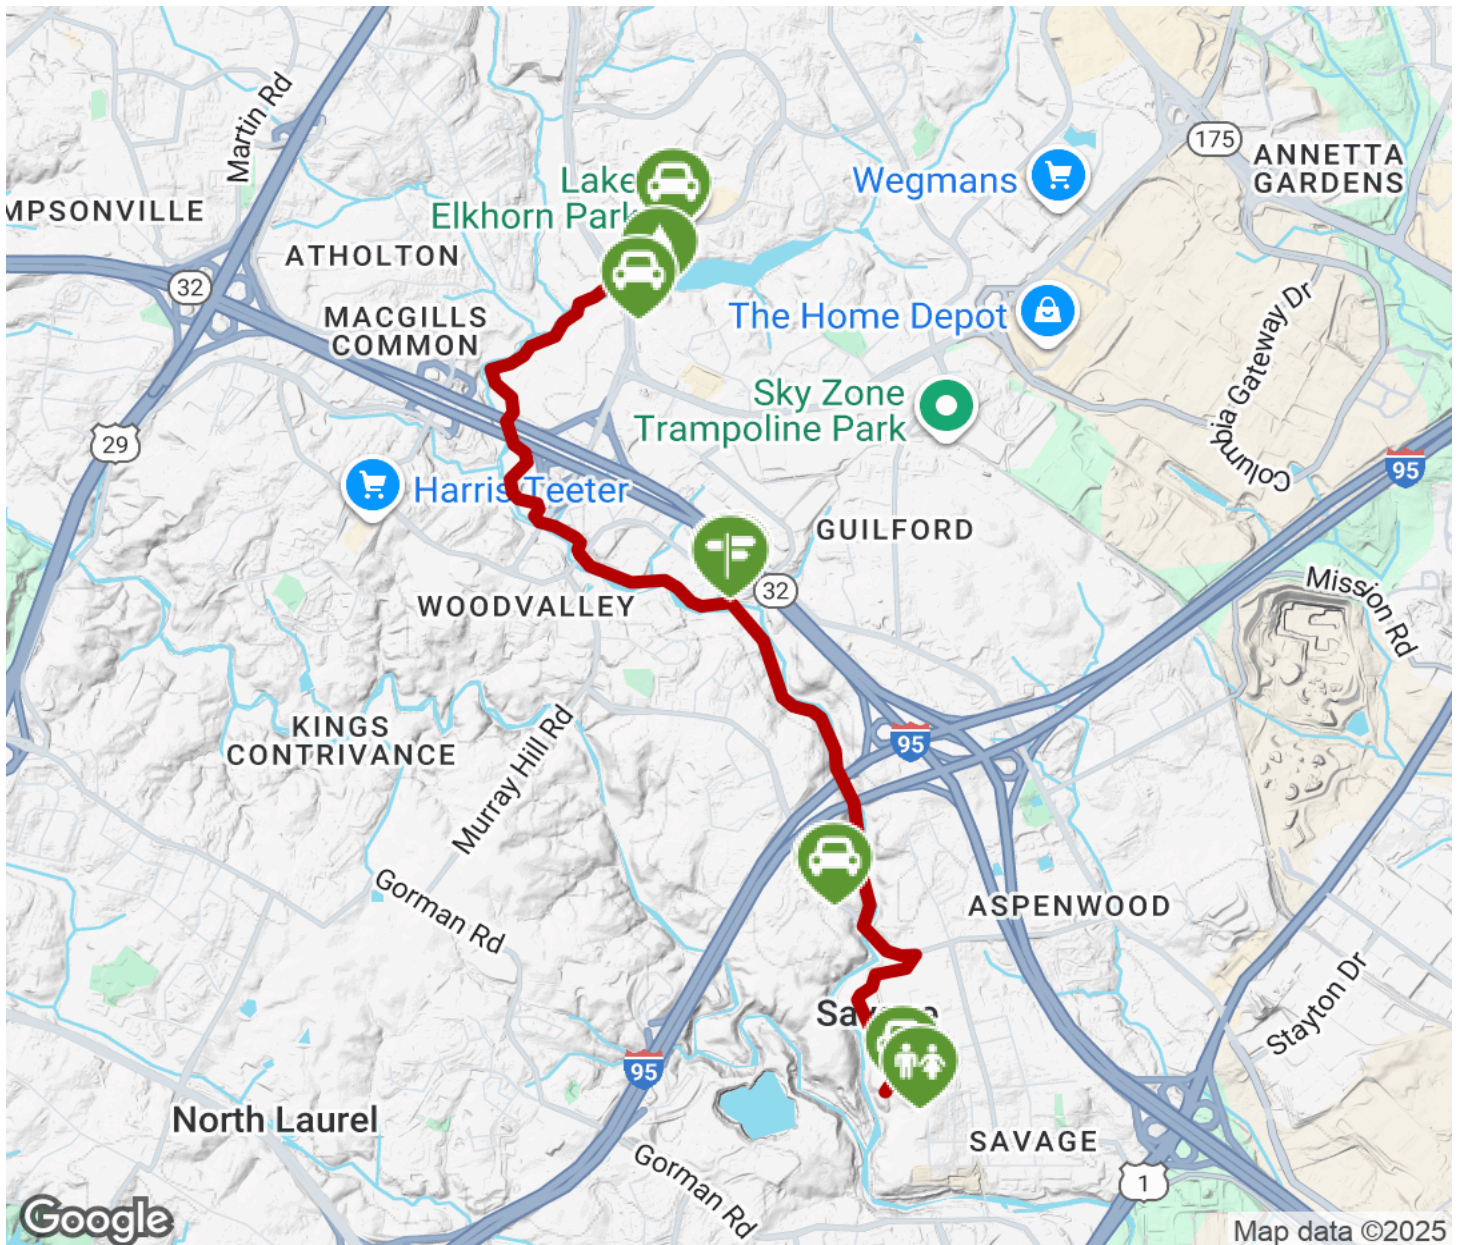 Martin Rd
175
ANNETTA
GARDENS
Lake
Elkhorn Park
Wegmans
MPSONVILLE
ATHOLTON
32
MACGILLS
COMMON
The Home Depot
Columbia Gateway Dr
Sky Zone
Trampoline Park
29
95
Harris Teeter
GUILFORD
32
Mission Rd
WOODVALLEY
KINGS
CONTRIVANCE
Murray Hill Rd
95
Gorman Rd
ASPENWOOD
Stayton Dr
95
North Laurel
SAVAGE
Gorman Rd
1
Google
Map data ©2025